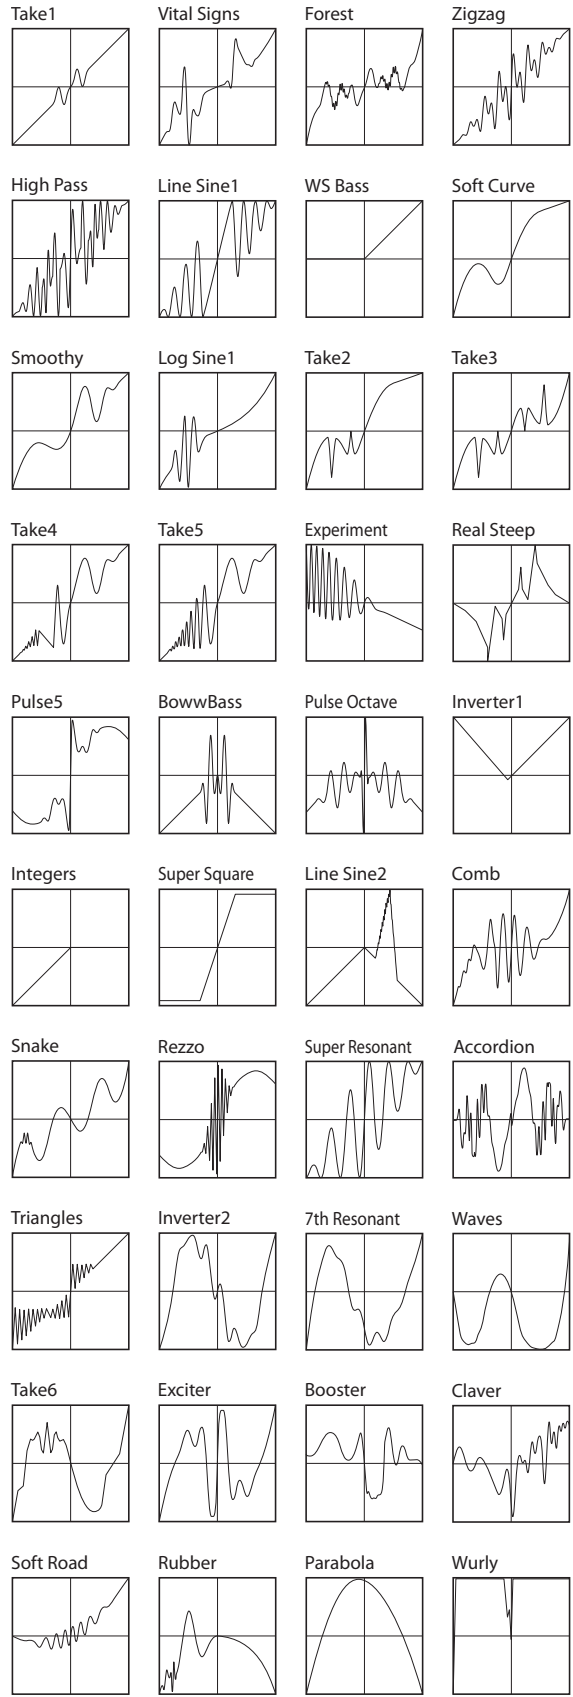 Take1 Vital Signs Forest Zigzag
High Pass Line Sine1 WS Bass Soft Curve
Smoothy Log Sine1 Take2 Take3
Take4 Take5 Experiment Real Steep
Pulse5 BowwBass Pulse Octave Inverter1
Integers Super Square Line Sine2 Comb
Snake Rezzo Super Resonant Accordion
Triangles Inverter2 7th Resonant Waves
Take6 Exciter Booster Claver
Soft Road Rubber Parabola Wurly